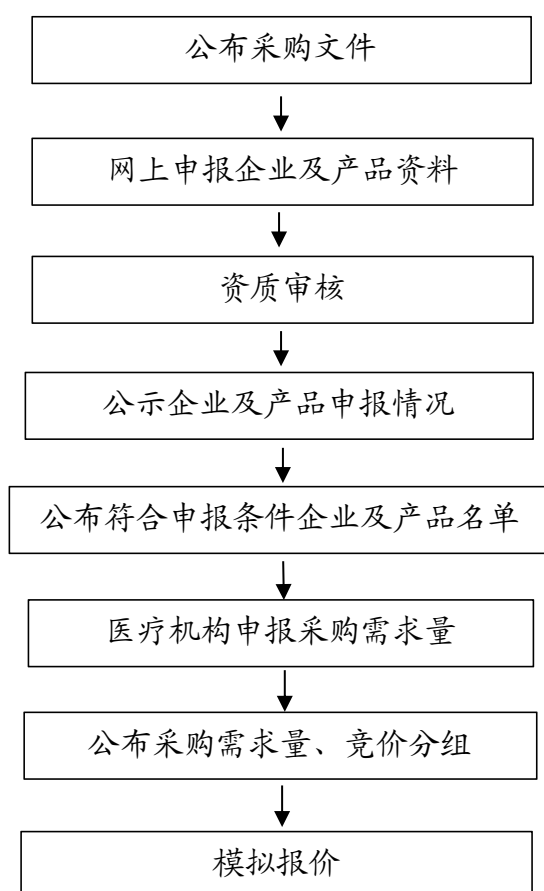 公布采购文件
网上申报企业及产品资料
资质审核
公示企业及产品申报情况
公布符合申报条件企业及产品名单
医疗机构申报采购需求量
公布采购需求量、竞价分组
模拟报价